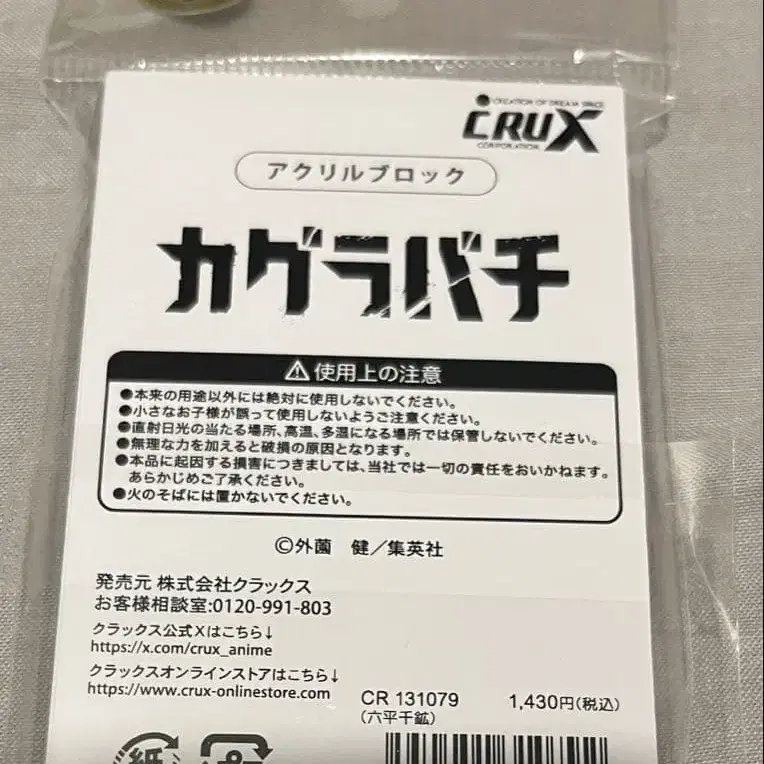 CREATION OF DREAM SPACE
CRUX
CORPORATION
アクリルブロック
カグラバチ
⚠使用上の注意
●本来の用途以外には絶対に使用しないでください。
●小さなお子様が誤って使用しないようご注意ください。
●直射日光の当たる場所、高温、多湿になる場所では保管しないでください。
●無理な力を加えると破損の原因となります。
●本品に起因する損害につきましては、当社では一切の責任をおいかねます。
あらかじめご了承ください。
●火のそばには置かないでください。
©外薗 健／集英社
発売元 株式会社クラックス
お客様相談室:0120-991-803
クラックス公式Xはこちら↓
https://x.com/crux_anime
クラックスオンラインストアはこちら↓
https://www.crux-onlinestore.com
CR 131079 1,430円(税込)
(六平千鉱)
紙